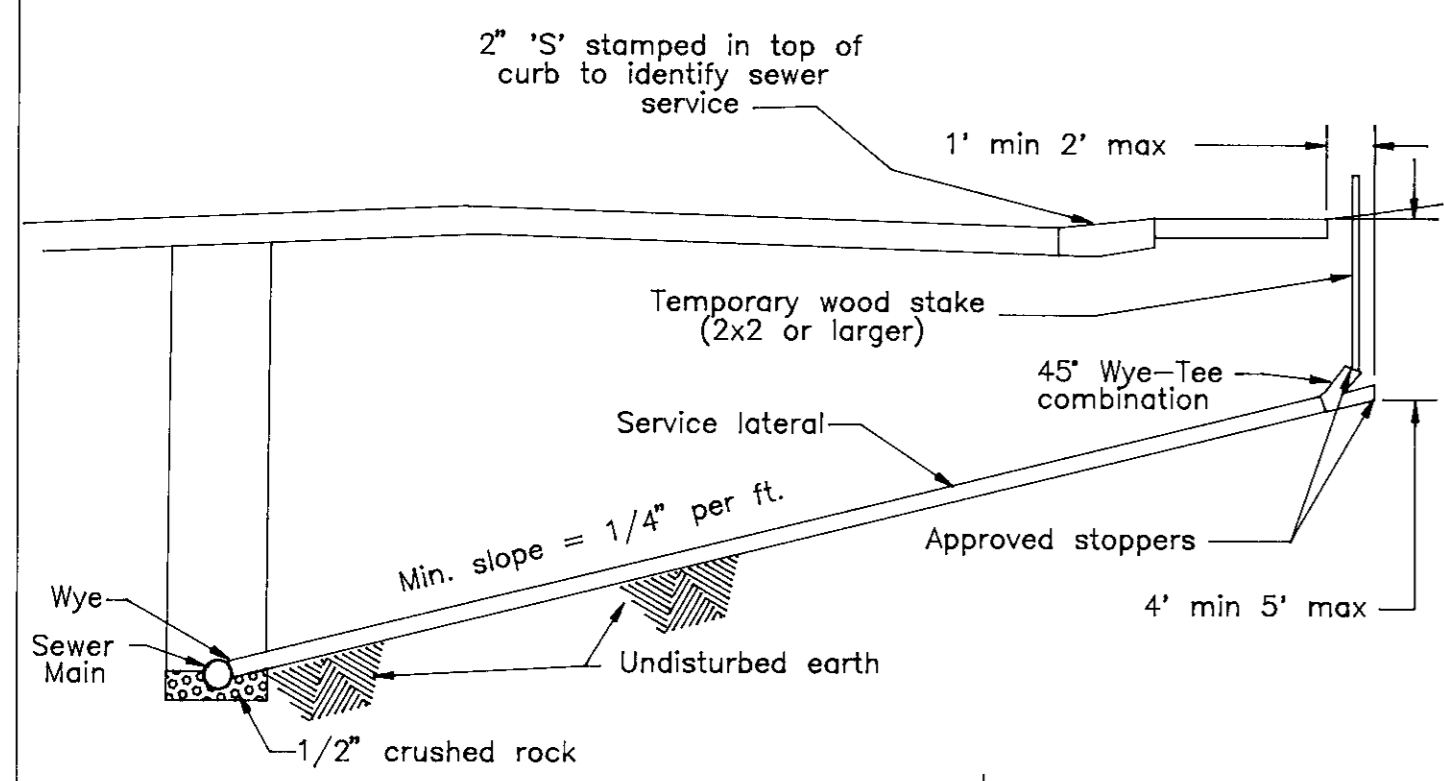 2" 'S' stamped in top of
curb to identify sewer
service
1' min 2' max
Temporary wood stake
(2x2 or larger)
45° Wye-Tee
combination
Service lateral
Min. slope = 1/4" per ft.
Approved stoppers
4' min 5' max
Wye
Sewer
Main
Undisturbed earth
1/2" crushed rock